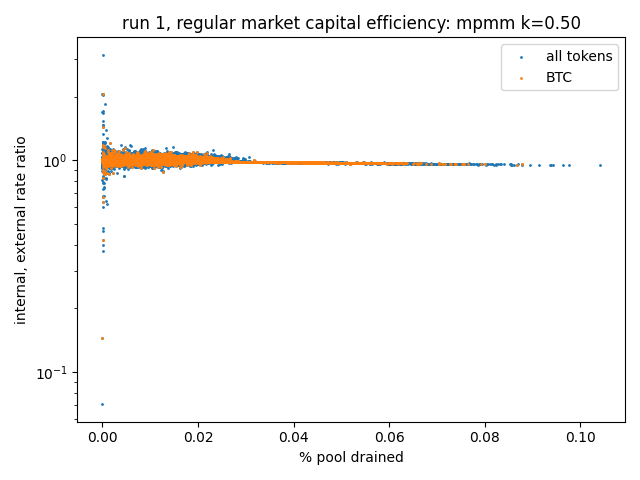 run 1, regular market capital efficiency: mpmm k=0.50
all tokens
BTC
10⁰
10⁻¹
internal, external rate ratio
0.00 0.02 0.04 0.06 0.08 0.10
% pool drained